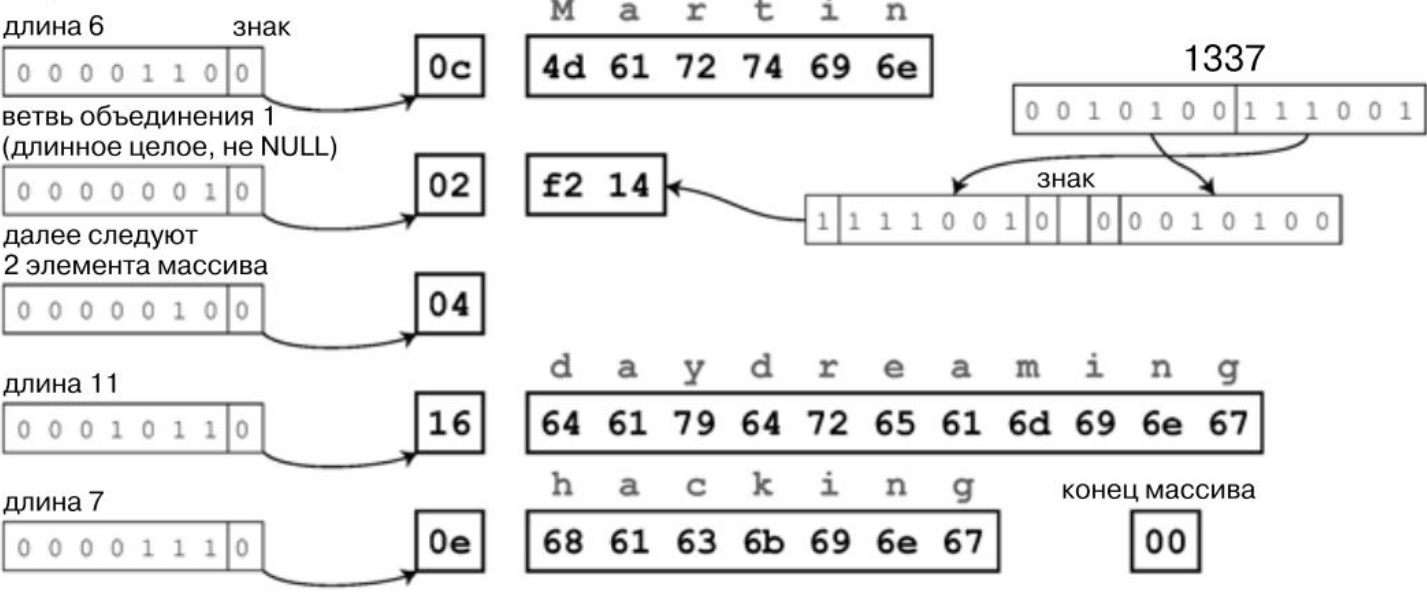 M a r t i n
длина 6 знак
0 0 0 0 1 1 0 0 0c 4d 61 72 74 69 6e
1337
0 0 1 0 1 0 0 1 1 1 0 0 1
ветвь объединения 1
(длинное целое, не NULL)
0 0 0 0 0 0 1 0 02 f2 14
знак
1 1 1 1 0 0 1 0 0 0 0 1 0 1 0 0
далее следуют
2 элемента массива
0 0 0 0 0 1 0 0 04
d a y d r e a m i n g
длина 11
0 0 0 1 0 1 1 0 16 64 61 79 64 72 65 61 6d 69 6e 67
h a c k i n g
длина 7 конец массива
0 0 0 0 1 1 1 0 0e 68 61 63 6b 69 6e 67 00